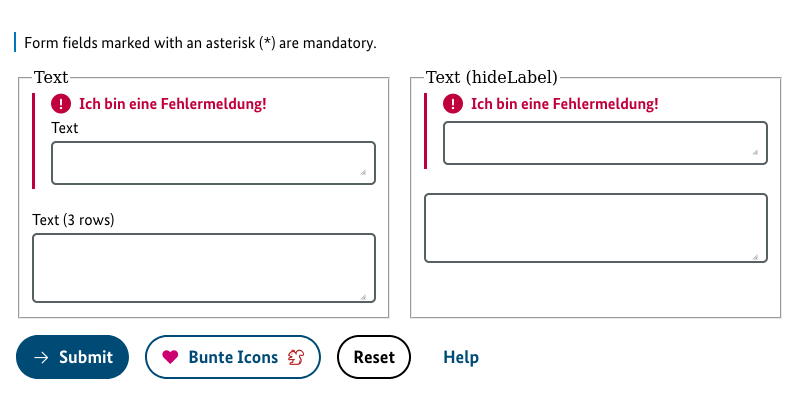 Form fields marked with an asterisk (*) are mandatory.
Text
Ich bin eine Fehlermeldung!
Text
Text (3 rows)
Text (hideLabel)
Ich bin eine Fehlermeldung!
Submit
Bunte Icons
Reset
Help